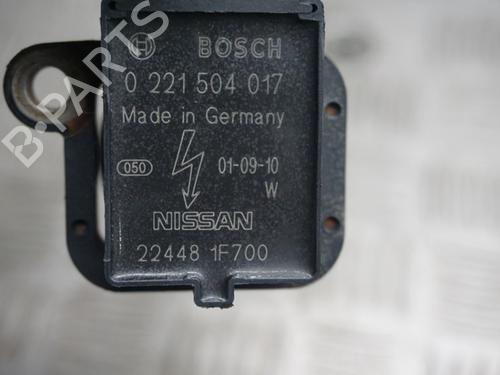 BOSCH
0 221 504 017
Made in Germany
050 01-09-10
W
NISSAN
22448 1F700
B-PARTS